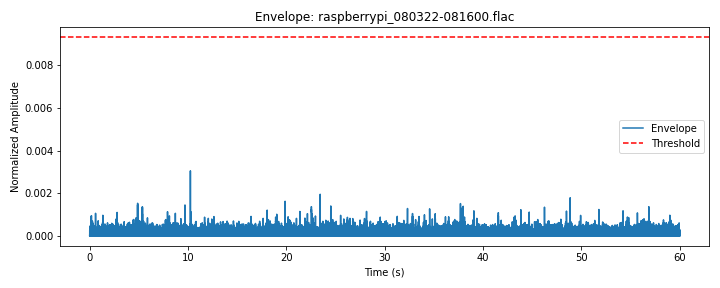 Envelope: raspberrypi_080322-081600.flac
Normalized Amplitude
0.008
0.006
0.004
0.002
0.000
Envelope
Threshold
0 10 20 30 40 50 60
Time (s)